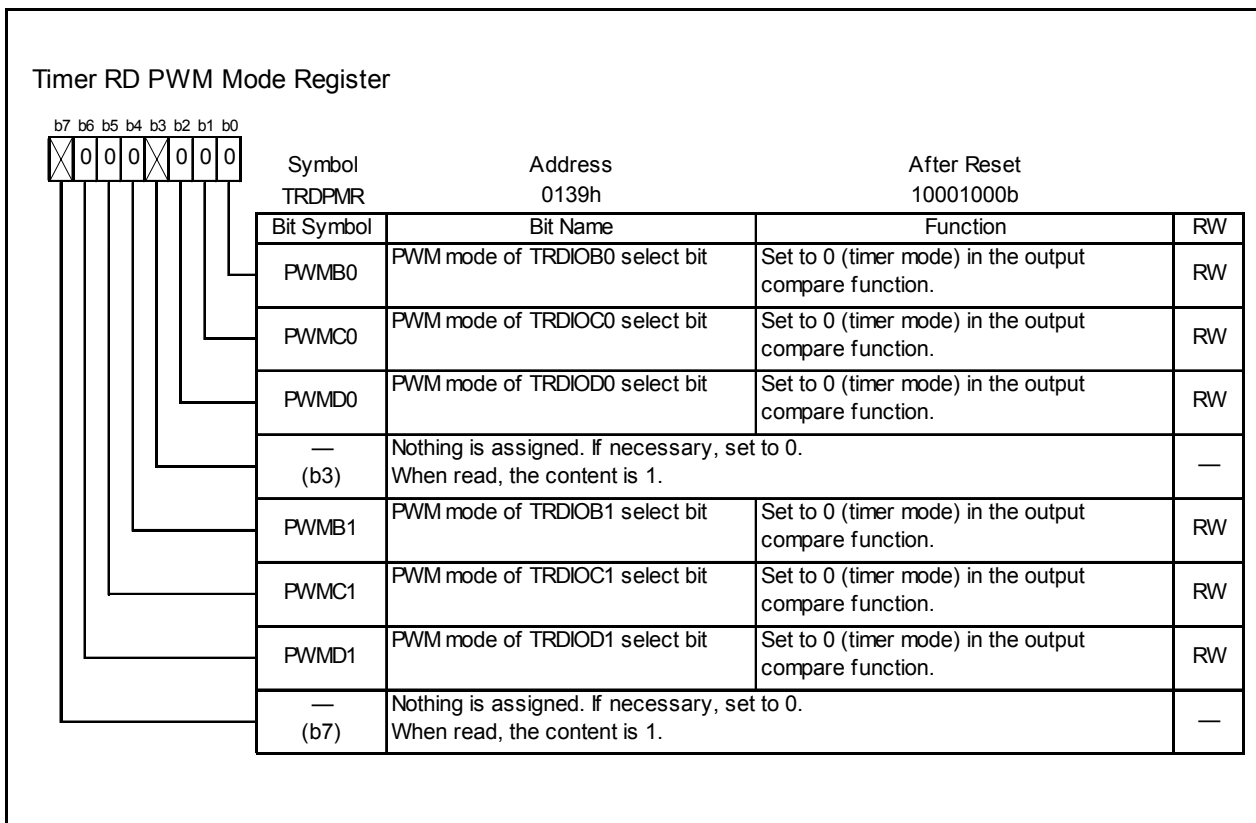 Timer RD PWM Mode Register
b7 b6 b5 b4 b3 b2 b1 b0
0 0 0 0 0 0
Symbol Address After Reset
TRDPMR 0139h 10001000b
Bit Symbol Bit Name Function RW
PWMB0 PWM mode of TRDIOB0 select bit Set to 0 (timer mode) in the output compare function. RW
PWMC0 PWM mode of TRDIOC0 select bit Set to 0 (timer mode) in the output compare function. RW
PWMD0 PWM mode of TRDIOD0 select bit Set to 0 (timer mode) in the output compare function. RW
— (b3) Nothing is assigned. If necessary, set to 0.
When read, the content is 1. —
PWMB1 PWM mode of TRDIOB1 select bit Set to 0 (timer mode) in the output compare function. RW
PWMC1 PWM mode of TRDIOC1 select bit Set to 0 (timer mode) in the output compare function. RW
PWMD1 PWM mode of TRDIOD1 select bit Set to 0 (timer mode) in the output compare function. RW
— (b7) Nothing is assigned. If necessary, set to 0.
When read, the content is 1. —